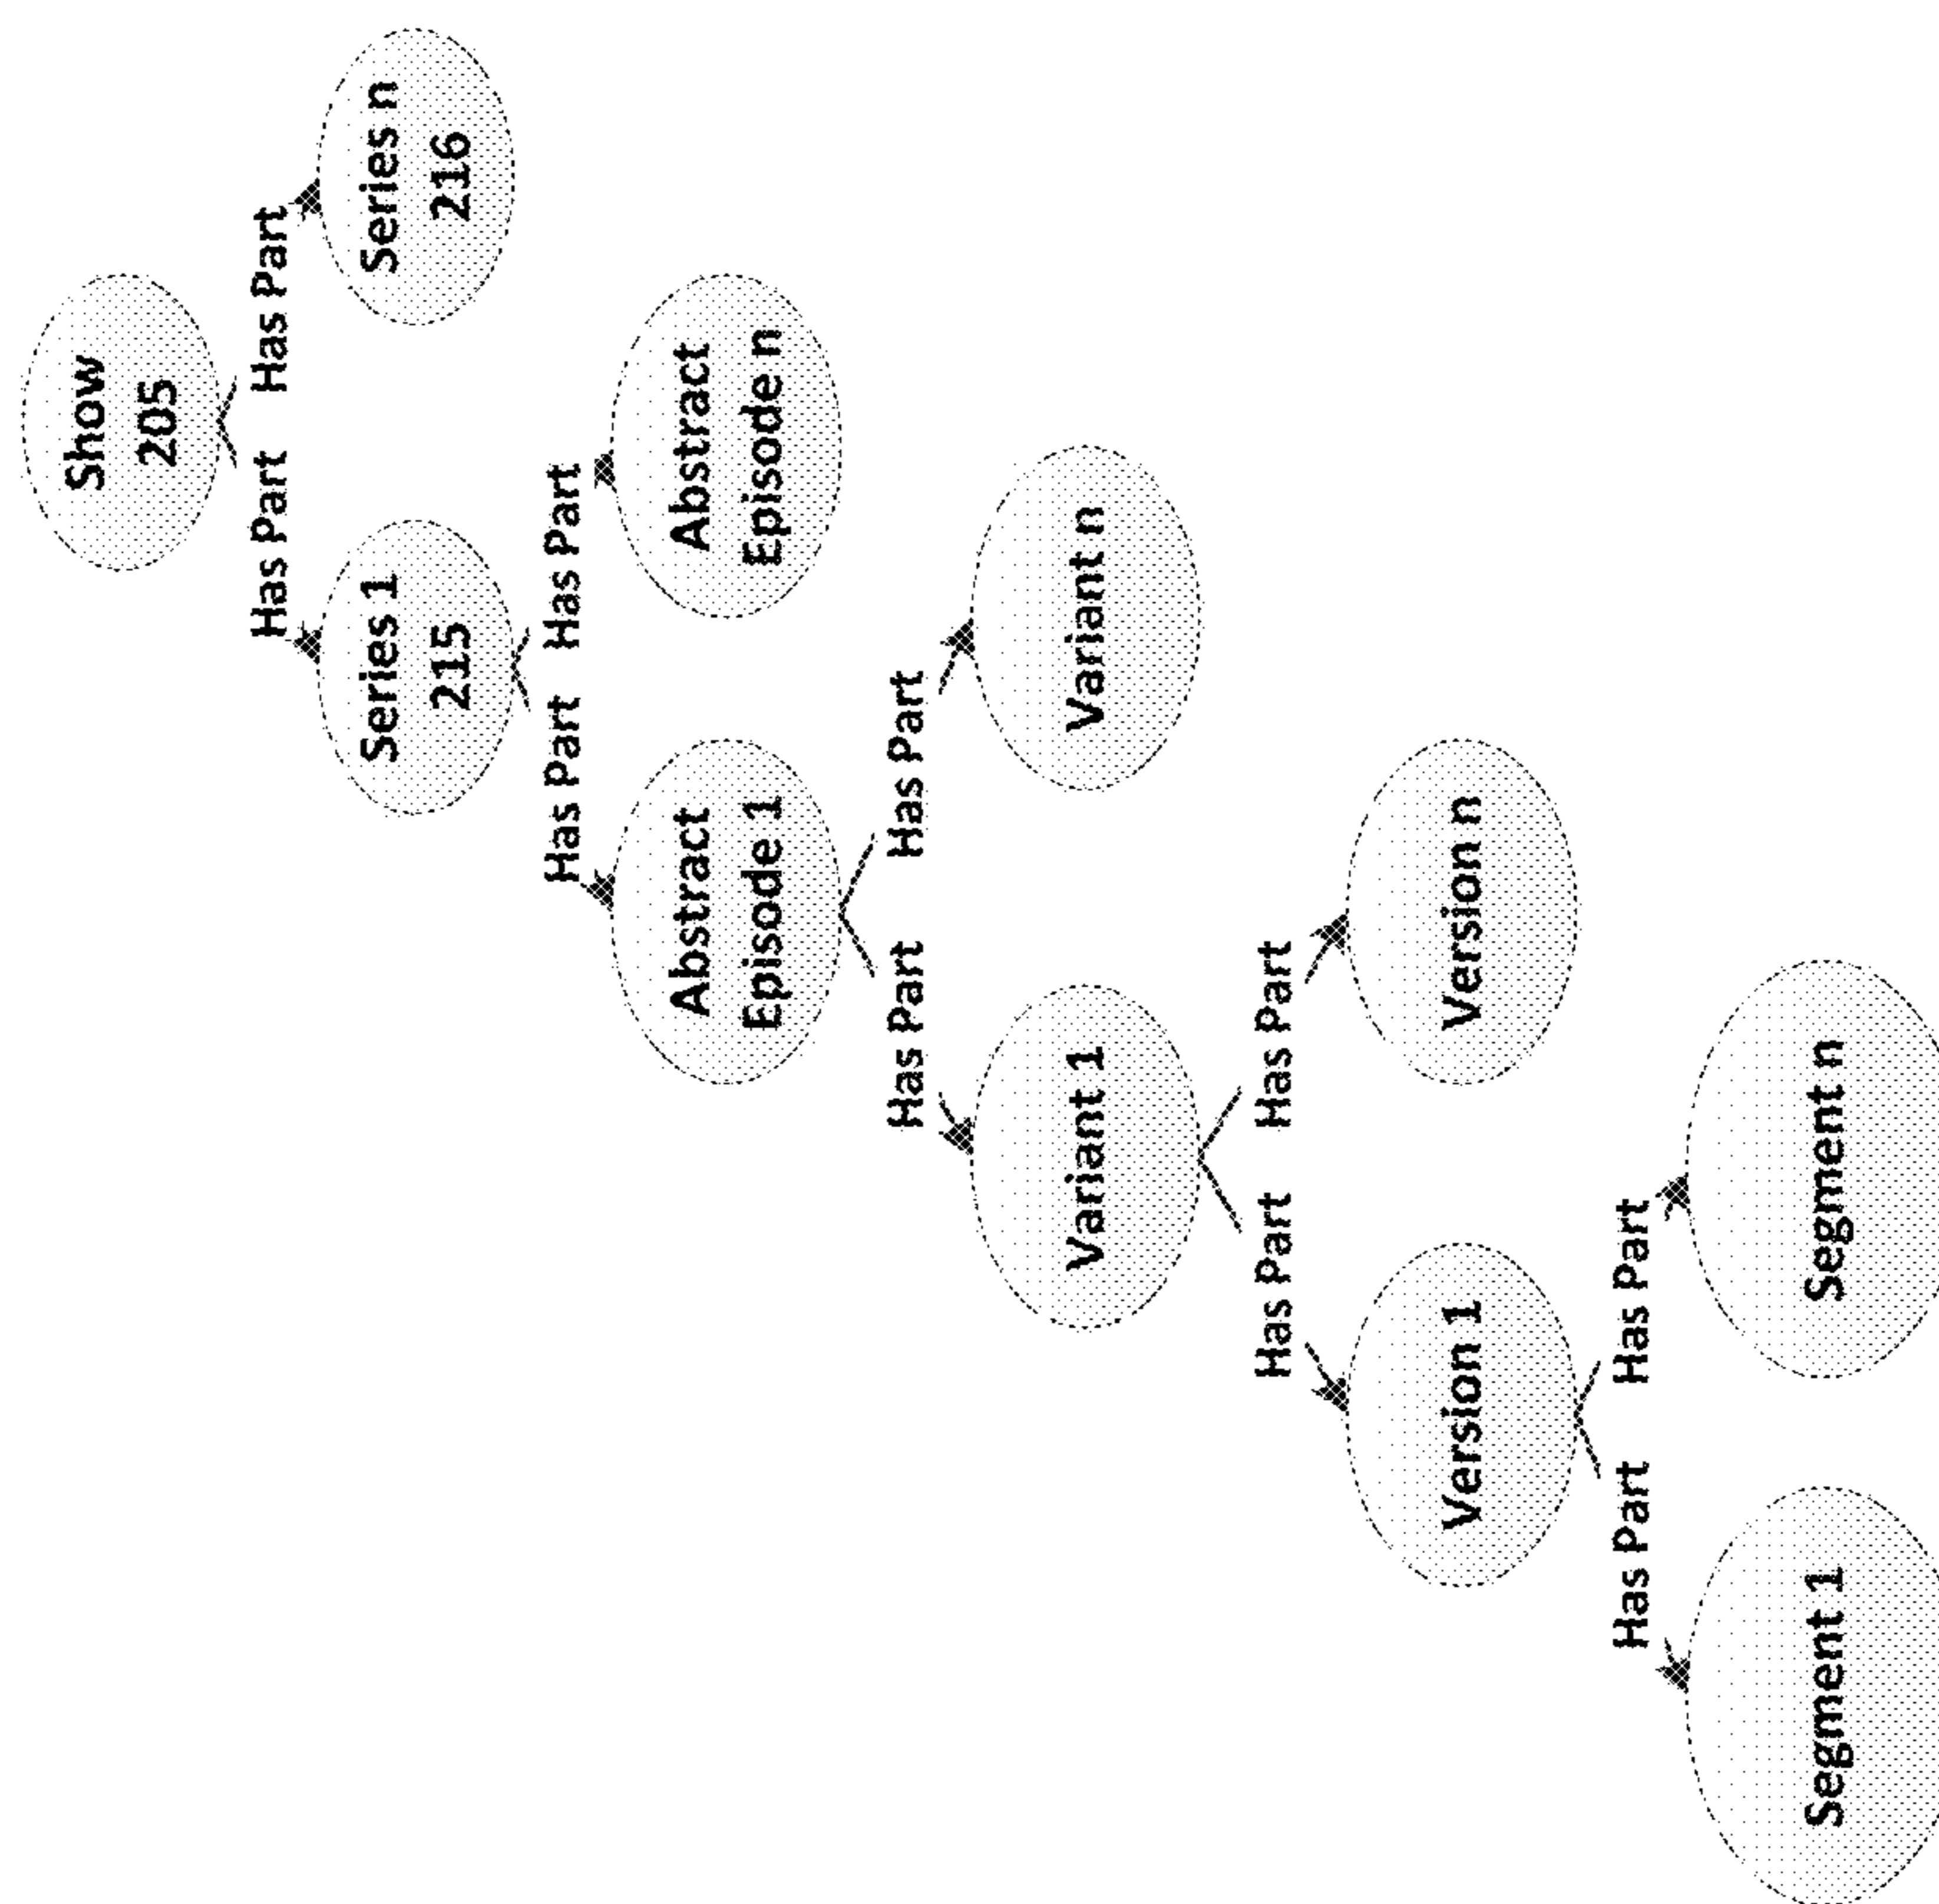 Show
205
Has Part
Has Part
Series 1
215
Series n
216
Has Part
Has Part
Abstract
Episode 1
Abstract
Episode n
Has Part
Has Part
Variant 1
Variant n
Has Part
Has Part
Version 1
Version n
Has Part
Has Part
Segment 1
Segment n